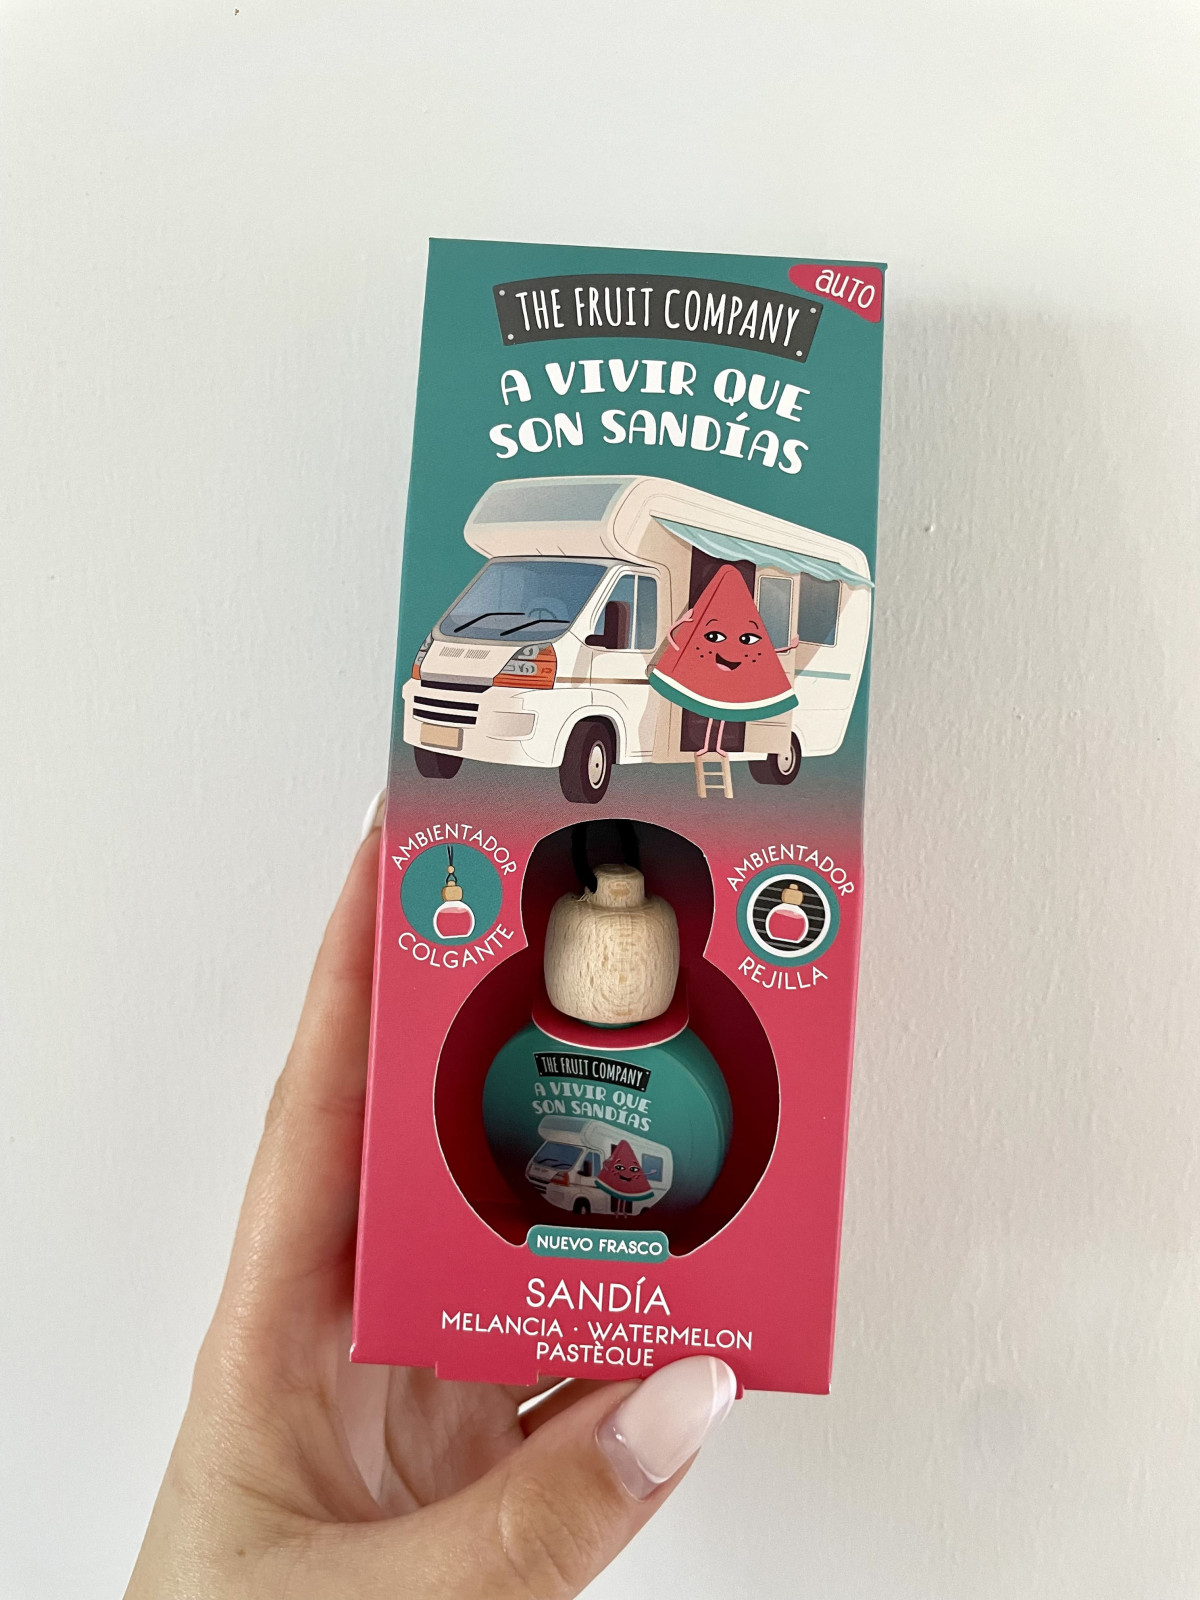 auto
THE FRUIT COMPANY
A VIVIR QUE
SON SANDÍAS
AMBIENTADOR
COLGANTE
AMBIENTADOR
REJILLA
THE FRUIT COMPANY
A VIVIR QUE
SON SANDÍAS
NUEVO FRASCO
SANDÍA
MELANCIA · WATERMELON
PASTÈQUE